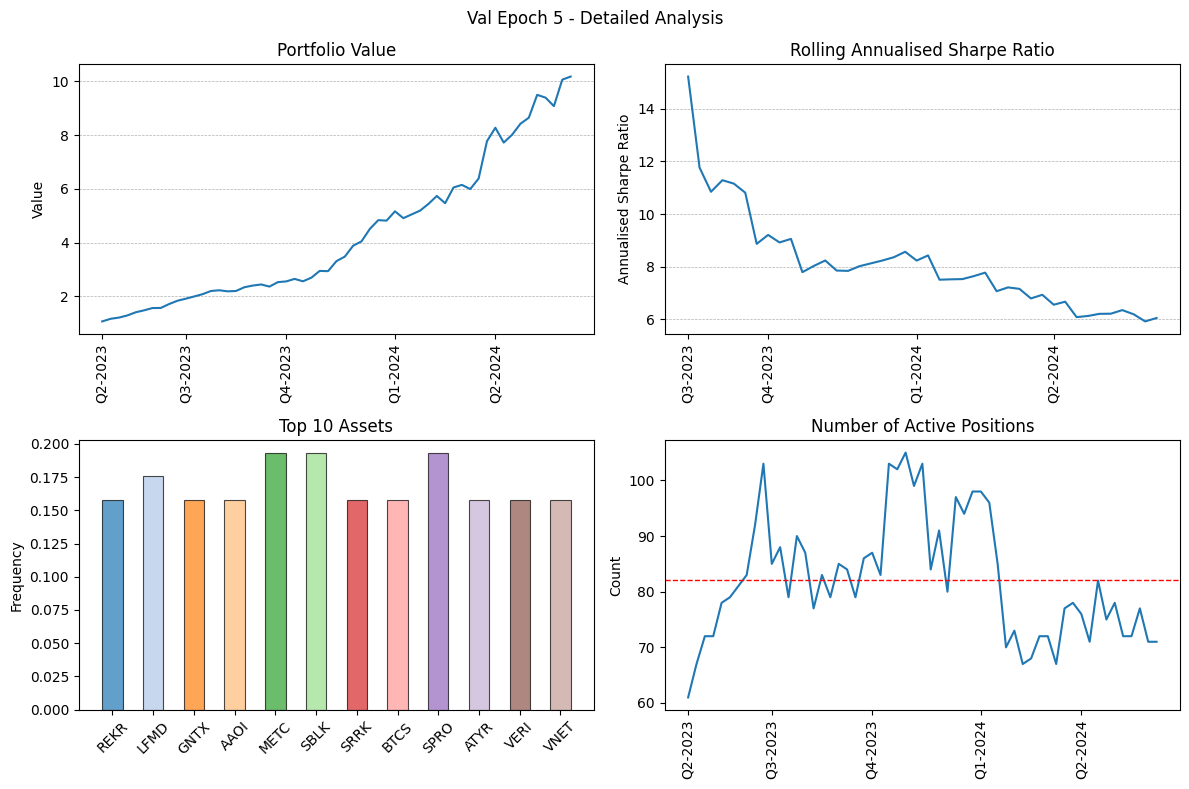 Val Epoch 5 - Detailed Analysis
Portfolio Value
Value
10
8
6
4
2
Q2-2023
Q3-2023
Q4-2023
Q1-2024
Q2-2024
Rolling Annualised Sharpe Ratio
Annualised Sharpe Ratio
14
12
10
8
6
Q3-2023
Q4-2023
Q1-2024
Q2-2024
Top 10 Assets
Frequency
0.200
0.175
0.150
0.125
0.100
0.075
0.050
0.025
0.000
REKR
LFMD
GNTX
AAOI
METC
SBLK
SRRK
BTCS
SPRO
ATYR
VERI
VNET
Number of Active Positions
Count
100
90
80
70
60
Q2-2023
Q3-2023
Q4-2023
Q1-2024
Q2-2024